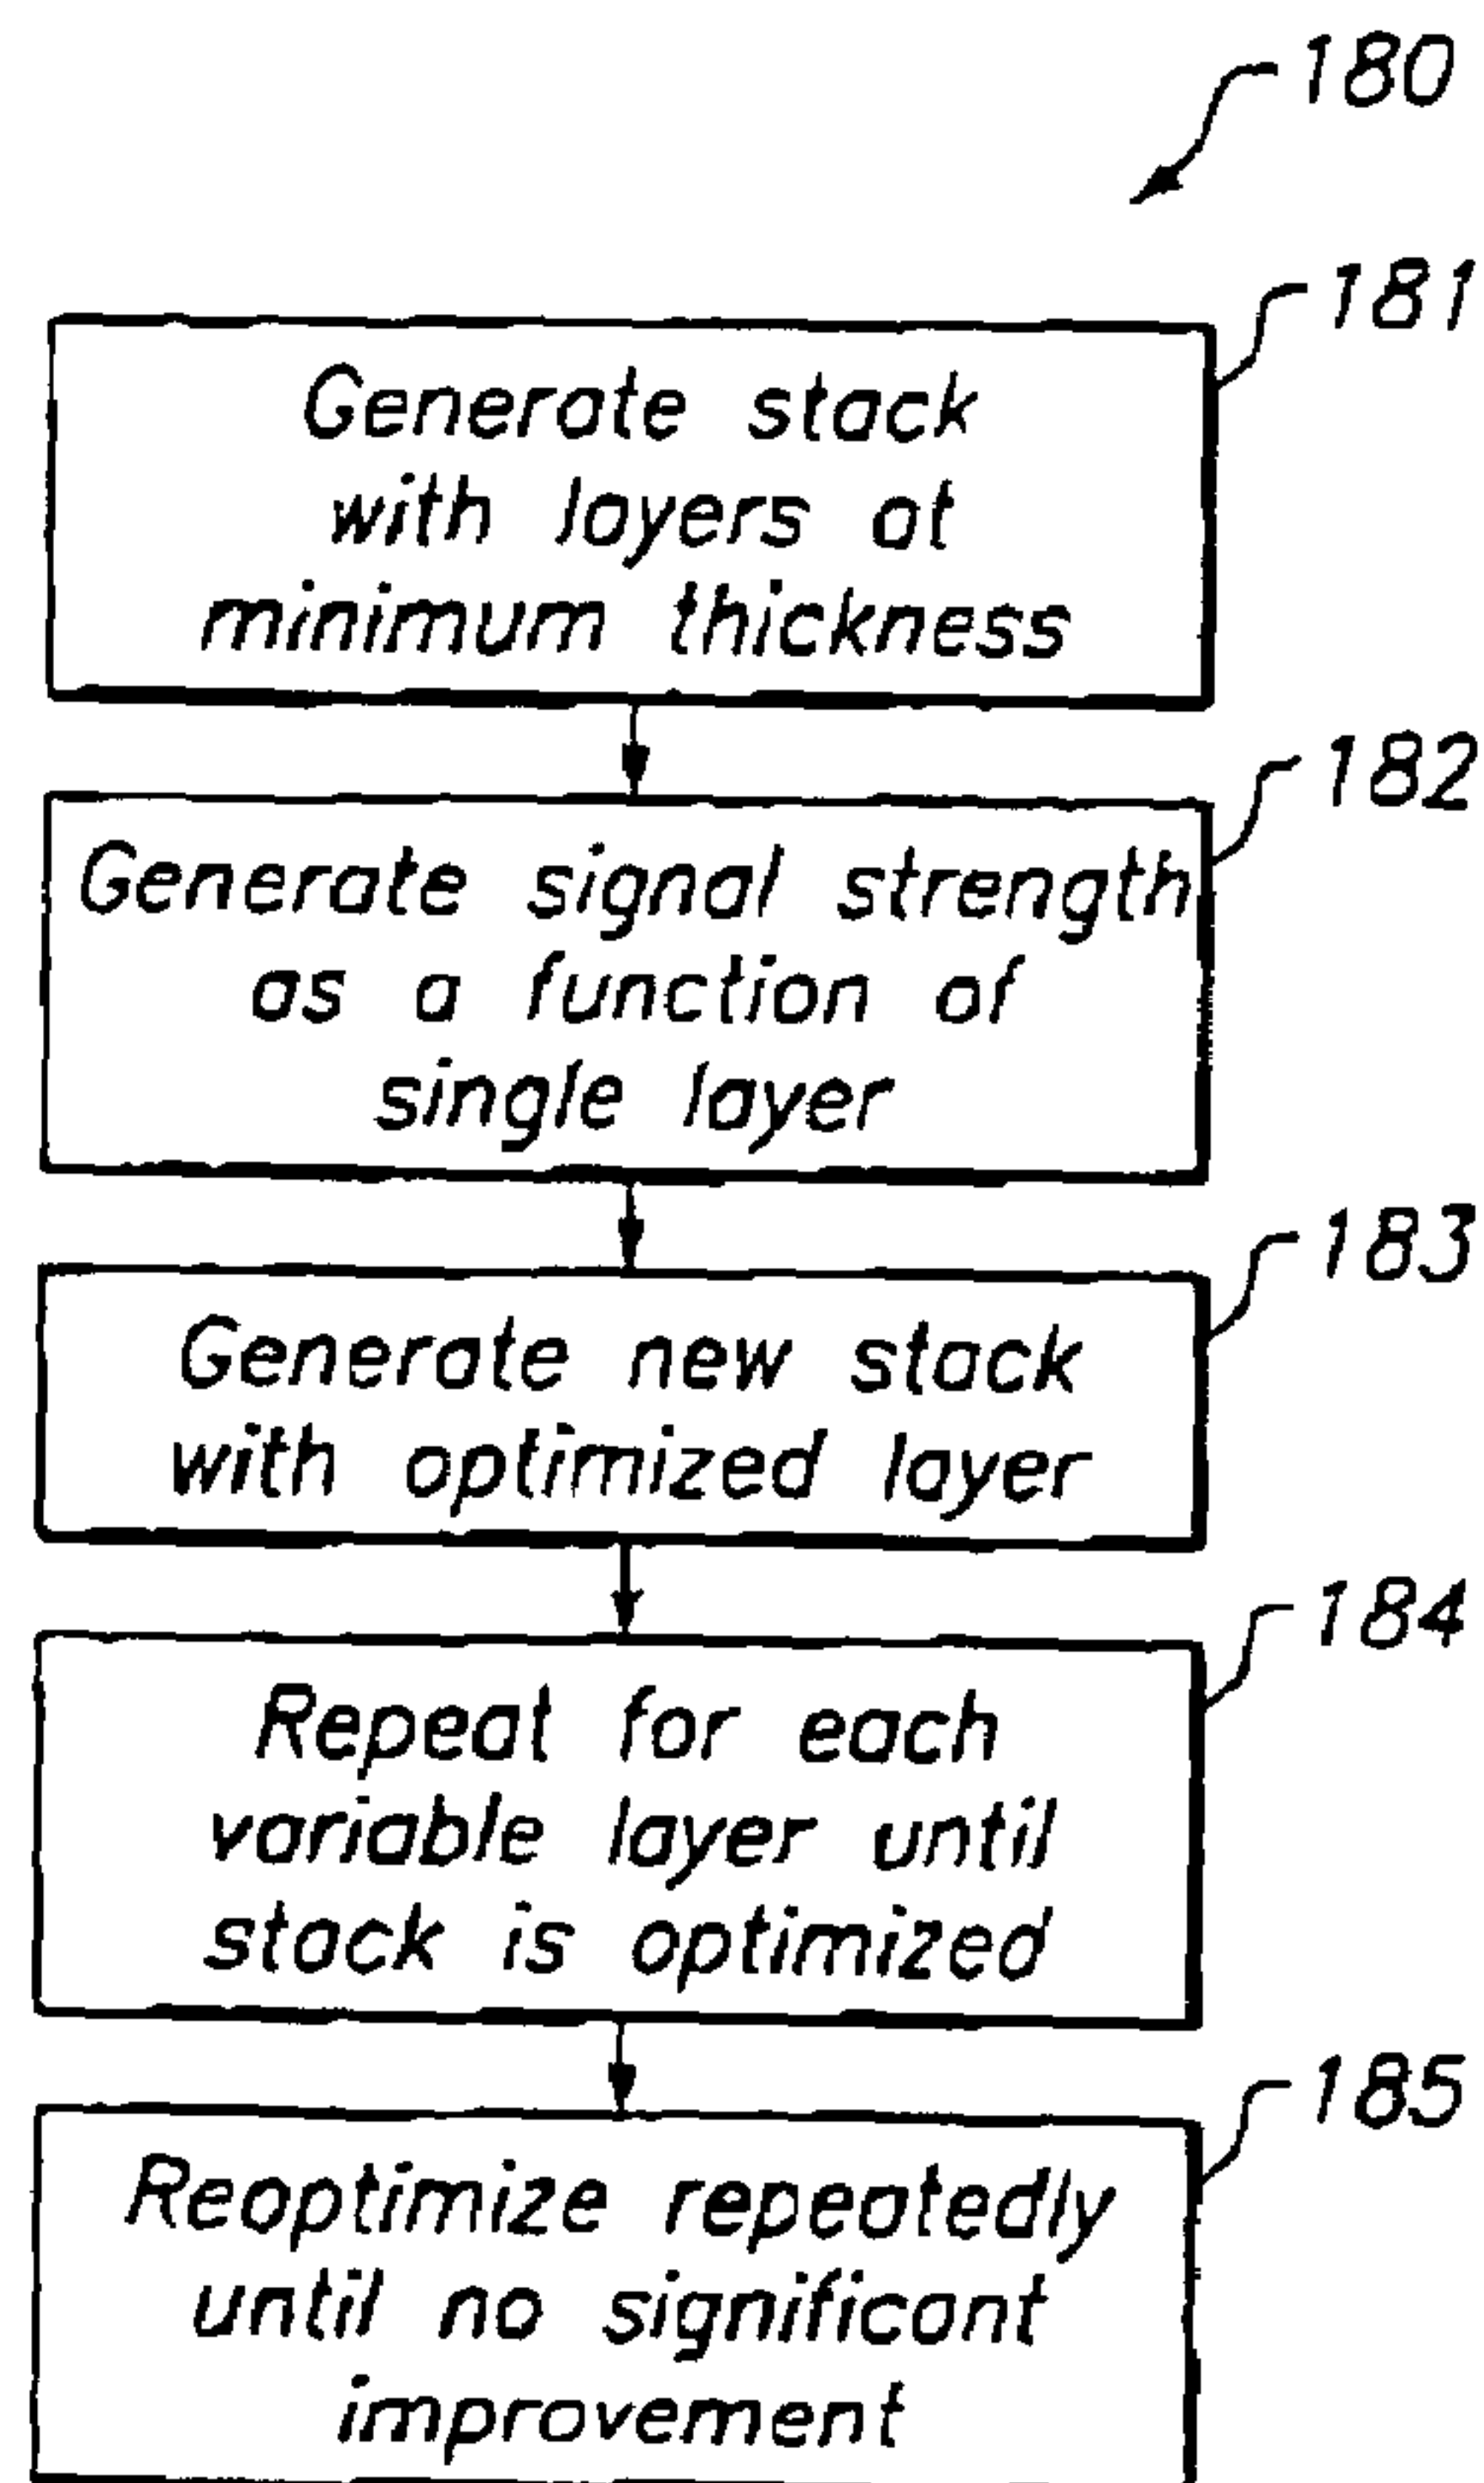 180
181
Generate stack
with layers at
minimum thickness
182
Generate signal strength
as a function of
single layer
183
Generate new stack
with optimized layer
184
Repeat for each
variable layer until
stack is optimized
185
Reoptimize repeatedly
until no significant
improvement